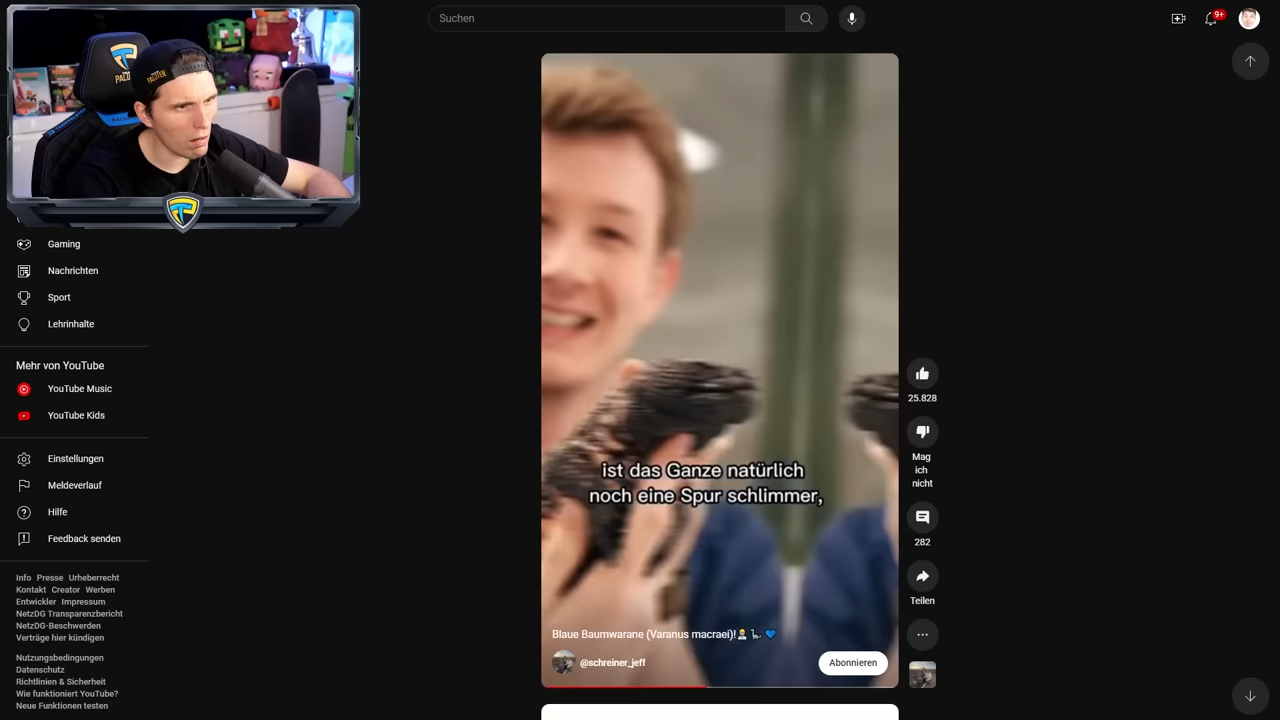 Suchen
9+
PALUTEN
BACKFORCE
Gaming
Nachrichten
Sport
Lehrinhalte
Mehr von YouTube
YouTube Music
YouTube Kids
Einstellungen
Meldeverlauf
Hilfe
Feedback senden
Info Presse Urheberrecht
Kontakt Creator Werben
Entwickler Impressum
NetzDG Transparenzbericht
NetzDG-Beschwerden
Verträge hier kündigen
Nutzungsbedingungen
Datenschutz
Richtlinien & Sicherheit
Wie funktioniert YouTube?
Neue Funktionen testen
ist das Ganze natürlich
noch eine Spur schlimmer,
Blaue Baumwarane (Varanus macraei)!👨‍⚕️🦕💙
@schreiner_jeff
Abonnieren
25.828
Mag
ich
nicht
282
Teilen